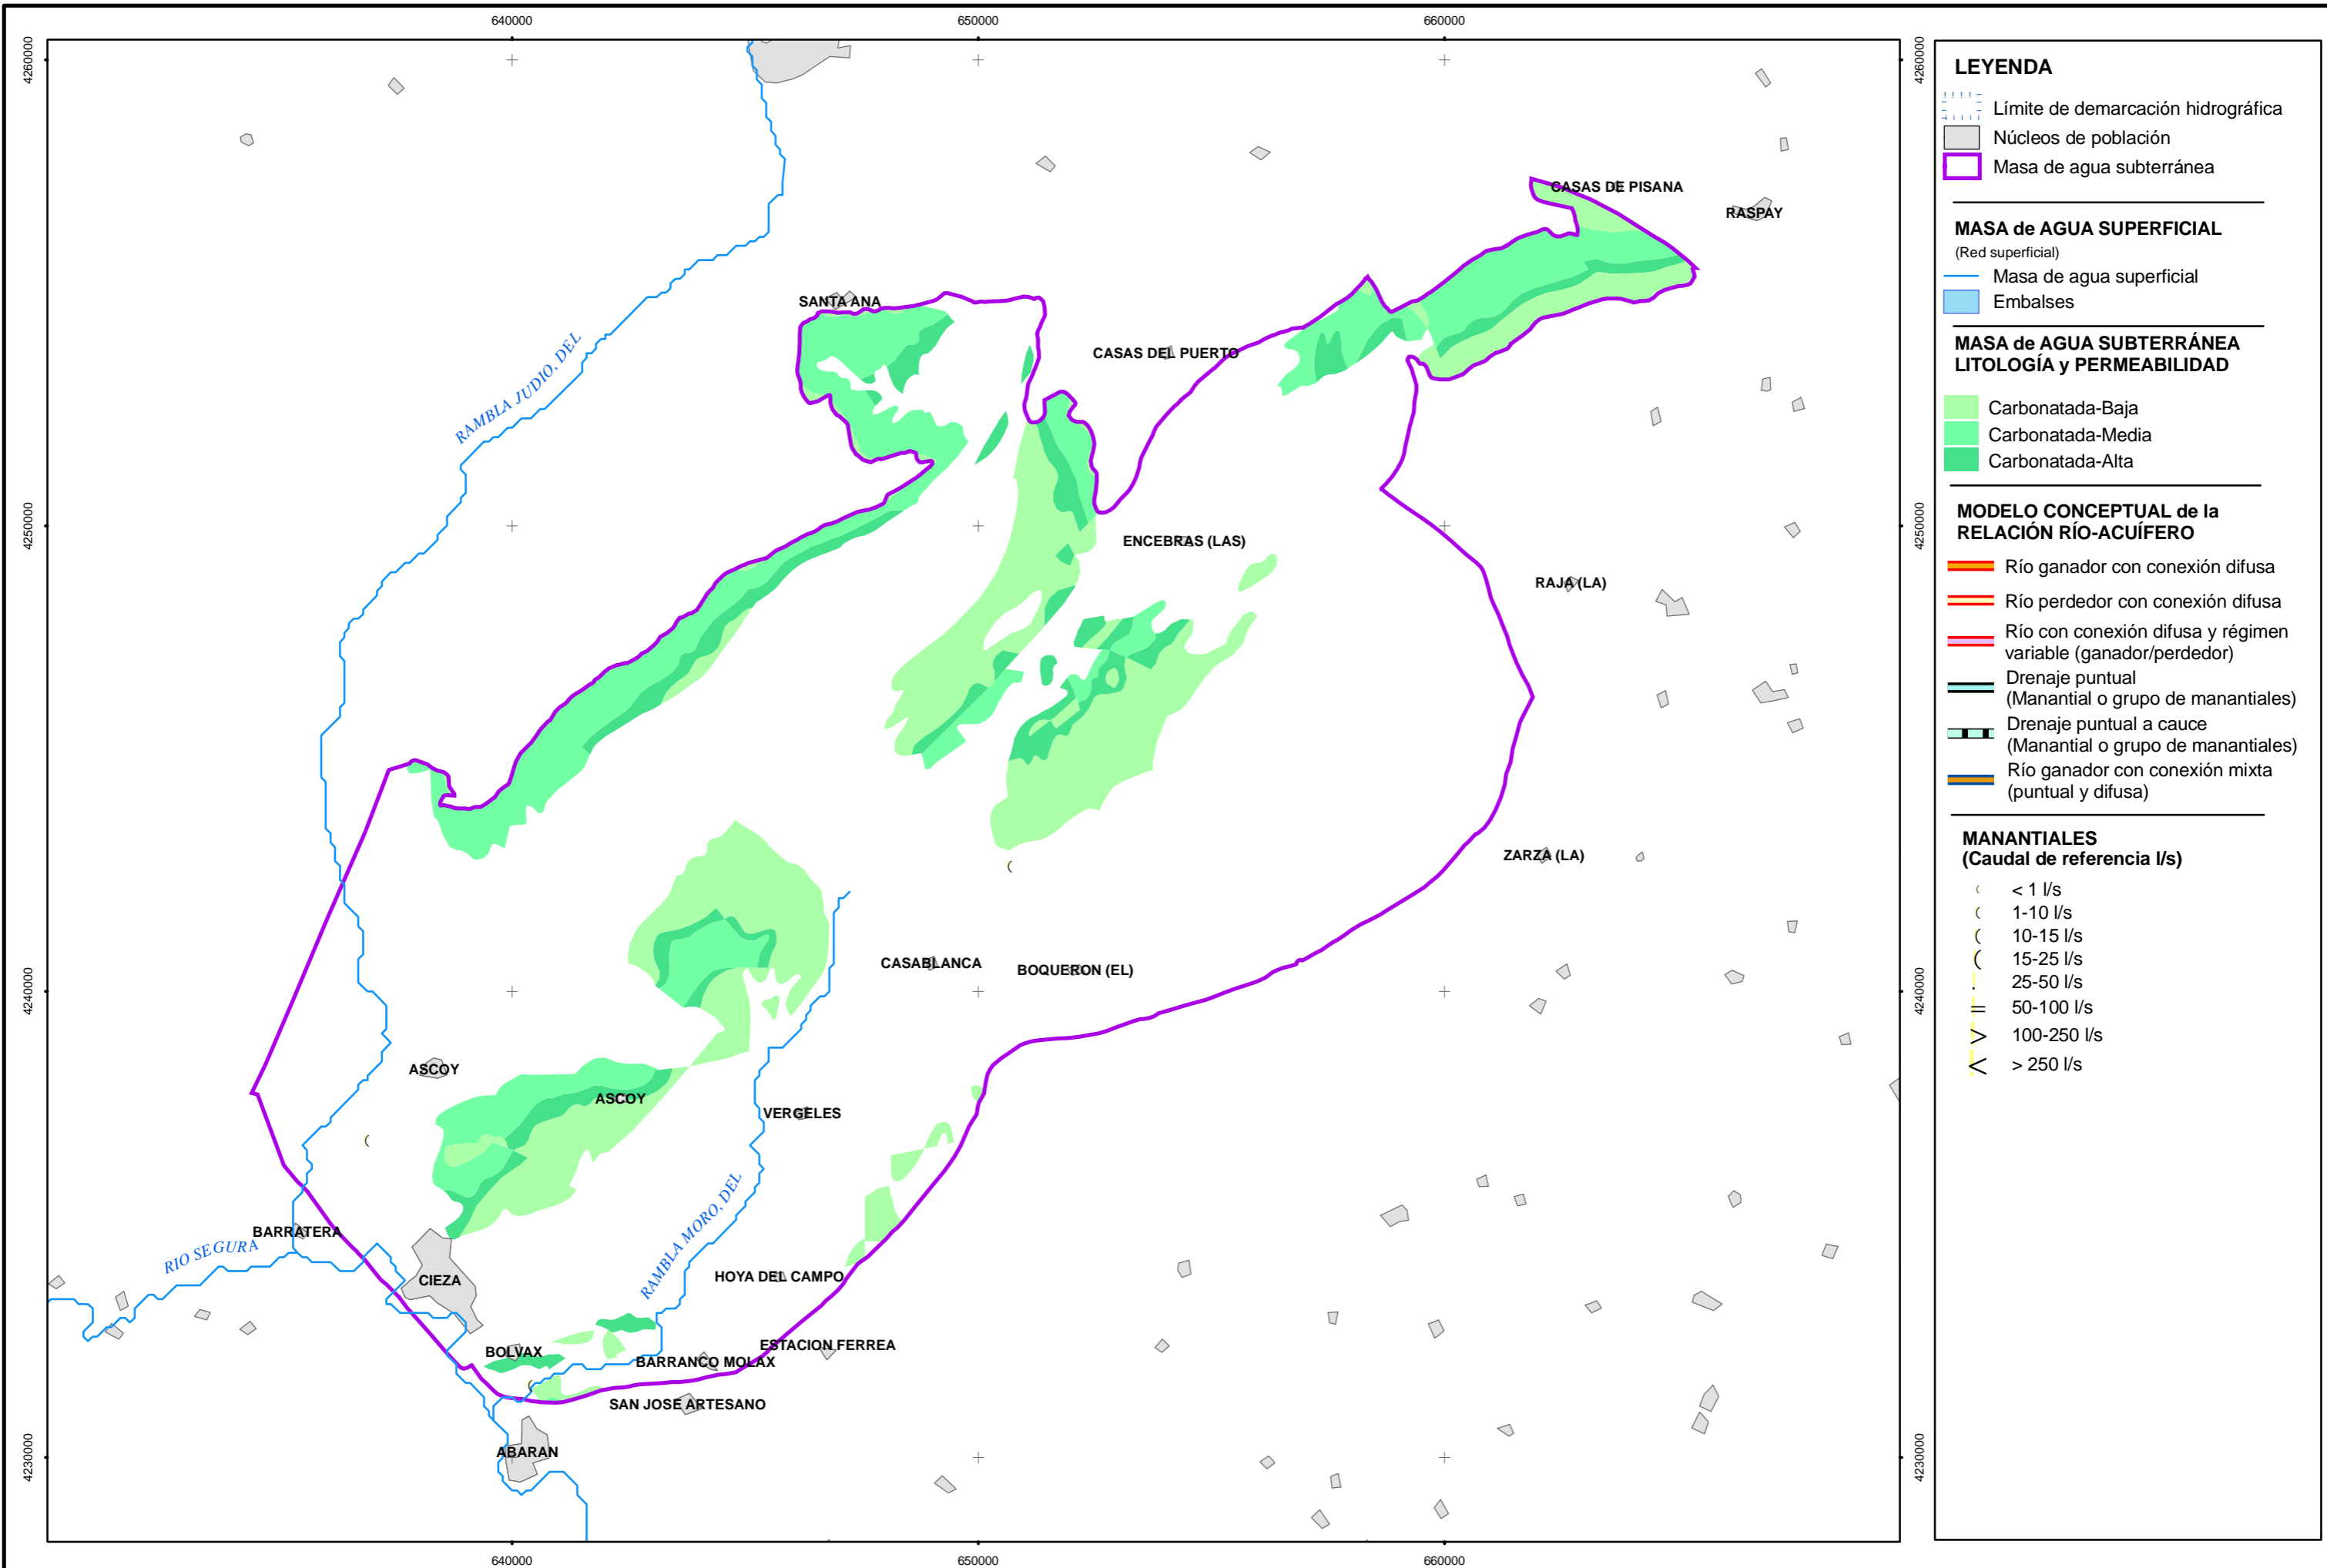 640000
650000
660000
4260000
4260000
CASAS DE PISANA
RASPAY
SANTA ANA
CASAS DEL PUERTO
RAMBLA JUDIO, DEL
4250000
4250000
ENCEBRAS (LAS)
RAJA (LA)
ZARZA (LA)
CASABLANCA
BOQUERON (EL)
4240000
4240000
ASCOY
ASCOY
VERGELES
RAMBLA MORO, DEL
BARRATERA
RIO SEGURA
CIEZA
HOYA DEL CAMPO
BOLVAX
ESTACION FERREA
BARRANCO MOLAX
SAN JOSE ARTESANO
ABARAN
4230000
4230000
640000
650000
660000
LEYENDA
Límite de demarcación hidrográfica
Núcleos de población
Masa de agua subterránea
MASA de AGUA SUPERFICIAL
(Red superficial)
Masa de agua superficial
Embalses
MASA de AGUA SUBTERRÁNEA
LITOLOGÍA y PERMEABILIDAD
Carbonatada-Baja
Carbonatada-Media
Carbonatada-Alta
MODELO CONCEPTUAL de la
RELACIÓN RÍO-ACUÍFERO
Río ganador con conexión difusa
Río perdedor con conexión difusa
Río con conexión difusa y régimen
variable (ganador/perdedor)
Drenaje puntual
(Manantial o grupo de manantiales)
Drenaje puntual a cauce
(Manantial o grupo de manantiales)
Río ganador con conexión mixta
(puntual y difusa)
MANANTIALES
(Caudal de referencia l/s)
( < 1 l/s
( 1-10 l/s
( 10-15 l/s
( 15-25 l/s
. 25-50 l/s
= 50-100 l/s
> 100-250 l/s
< > 250 l/s